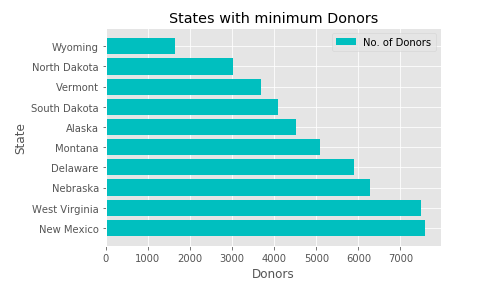 States with minimum Donors
No. of Donors
Wyoming
North Dakota
Vermont
South Dakota
Alaska
Montana
Delaware
Nebraska
West Virginia
New Mexico
State
0 1000 2000 3000 4000 5000 6000 7000
Donors